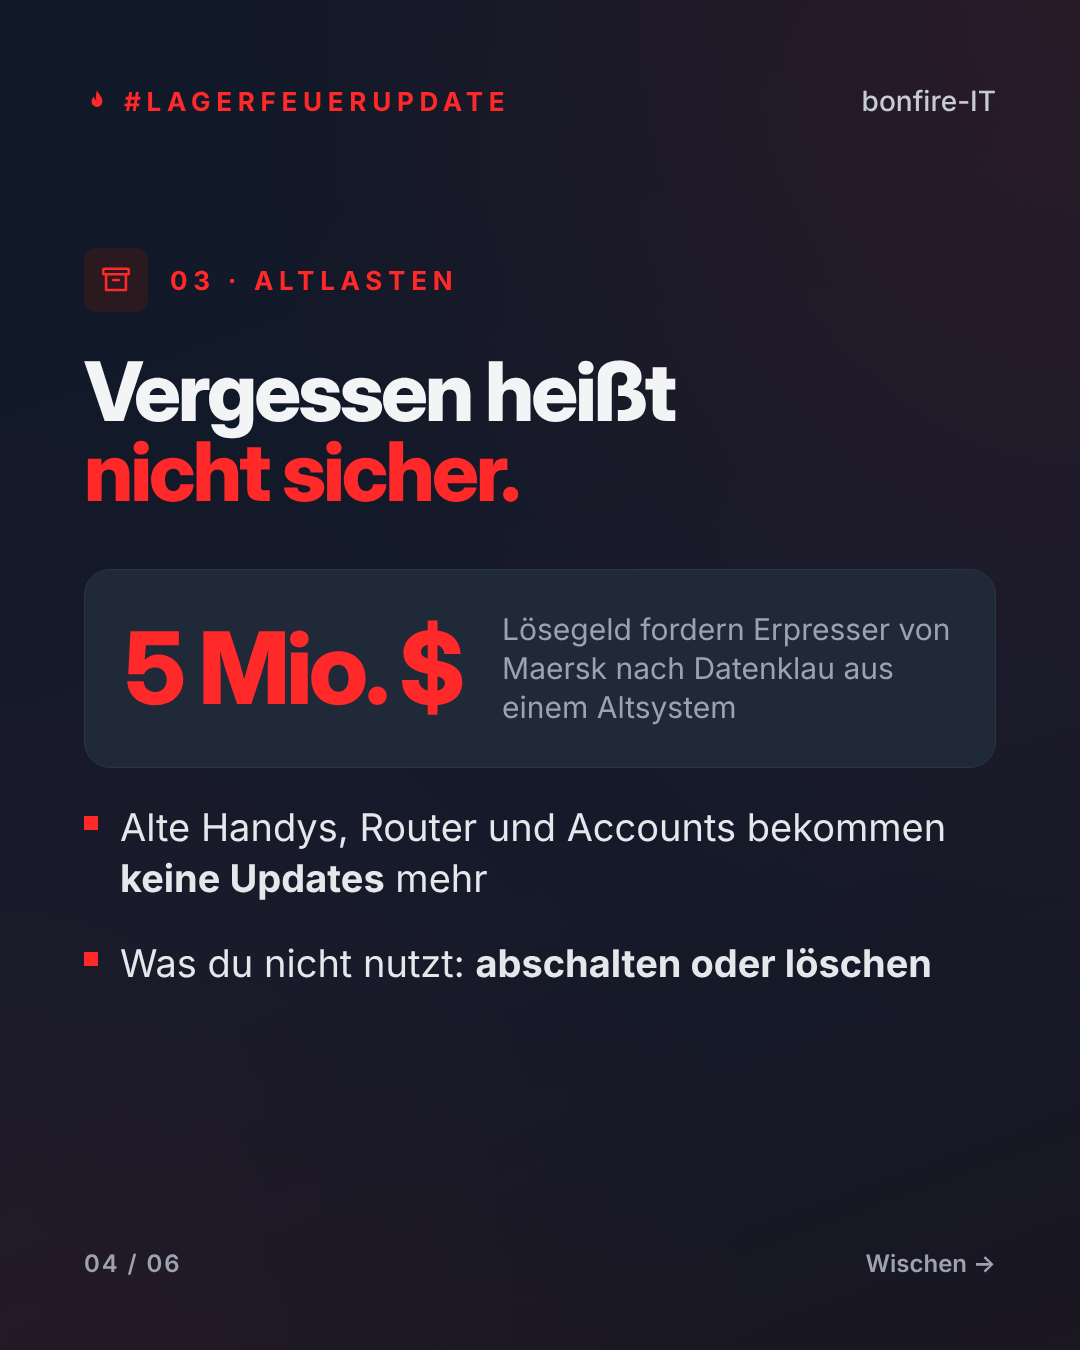 #LAGERFEUERUPDATE
bonfire-IT
03 · ALTLASTEN
Vergessen heißt
nicht sicher.
5 Mio. $
Lösegeld fordern Erpresser von
Maersk nach Datenklau aus
einem Altsystem
Alte Handys, Router und Accounts bekommen
keine Updates mehr
Was du nicht nutzt: abschalten oder löschen
04 / 06
Wischen →